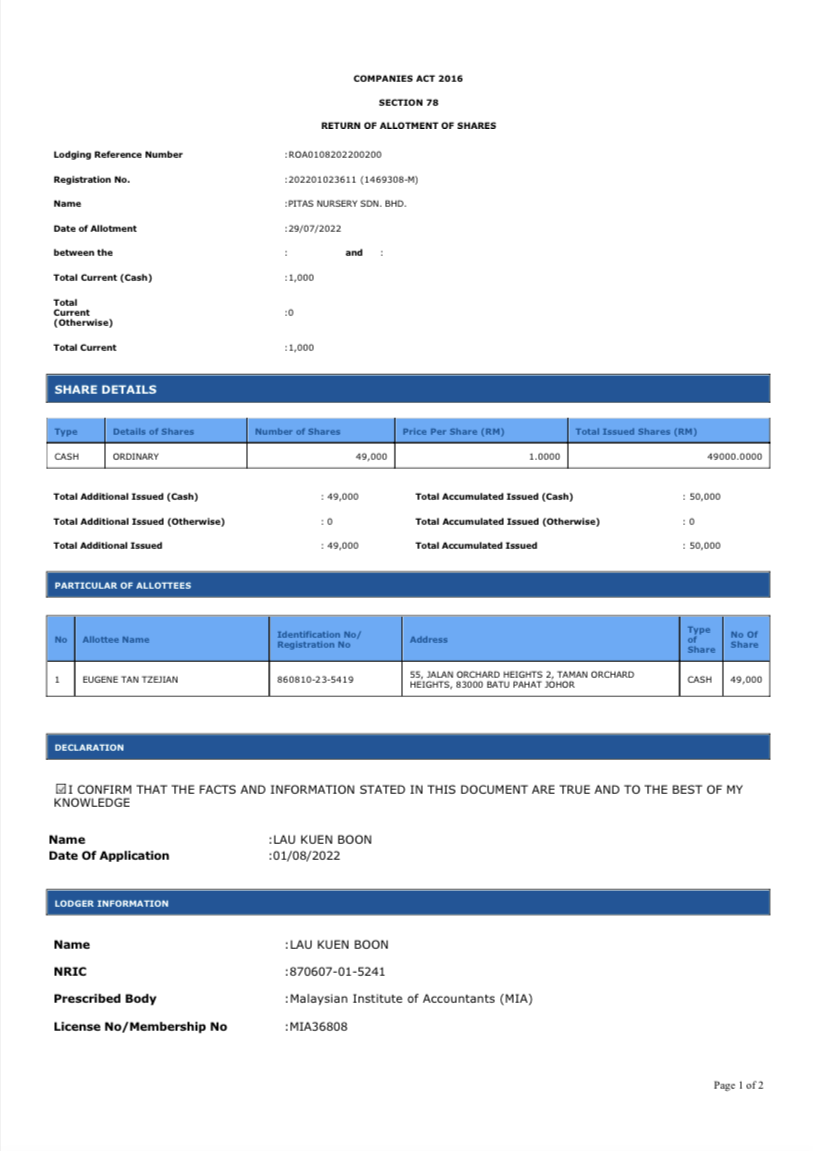 COMPANIES ACT 2016
SECTION 78
RETURN OF ALLOTMENT OF SHARES
Lodging Reference Number :ROA0108202200200
Registration No. :202201023611 (1469308-M)
Name :PITAS NURSERY SDN. BHD.
Date of Allotment :29/07/2022
between the : and :
Total Current (Cash) :1,000
Total
Current
(Otherwise) :0
Total Current :1,000
SHARE DETAILS
Type Details of Shares Number of Shares Price Per Share (RM) Total Issued Shares (RM)
CASH ORDINARY 49,000 1.0000 49000.0000
Total Additional Issued (Cash) : 49,000 Total Accumulated Issued (Cash) : 50,000
Total Additional Issued (Otherwise) : 0 Total Accumulated Issued (Otherwise) : 0
Total Additional Issued : 49,000 Total Accumulated Issued : 50,000
PARTICULAR OF ALLOTTEES
No Allottee Name Identification No/ Registration No Address Type of Share No Of Share
1 EUGENE TAN TZEJIAN 860810-23-5419 55, JALAN ORCHARD HEIGHTS 2, TAMAN ORCHARD HEIGHTS, 83000 BATU PAHAT JOHOR CASH 49,000
DECLARATION
☑I CONFIRM THAT THE FACTS AND INFORMATION STATED IN THIS DOCUMENT ARE TRUE AND TO THE BEST OF MY
KNOWLEDGE
Name :LAU KUEN BOON
Date Of Application :01/08/2022
LODGER INFORMATION
Name :LAU KUEN BOON
NRIC :870607-01-5241
Prescribed Body :Malaysian Institute of Accountants (MIA)
License No/Membership No :MIA36808
Page 1 of 2